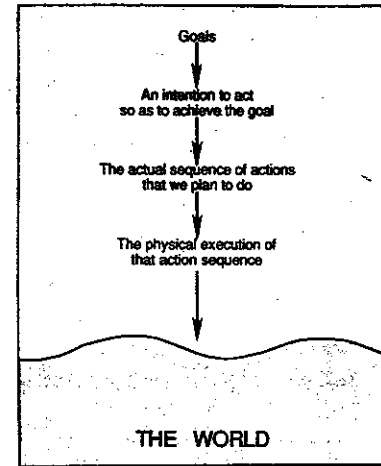 Goals
An intention to act
so as to achieve the goal
The actual sequence of actions
that we plan to do
The physical execution of
that action sequence
THE WORLD